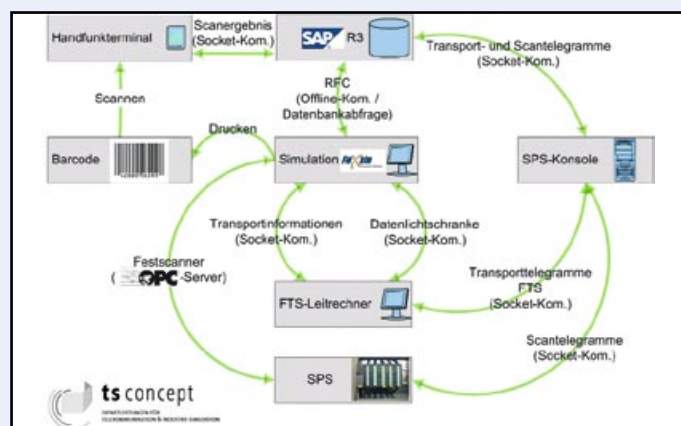 Handfunkterminal
Scanergebnis
(Socket-Kom.)
SAP R3
Transport- und Scantelegramme
(Socket-Kom.)
Scannen
RFC
(Offline-Kom. /
Datenbankabfrage)
Drucken
Barcode
Simulation
SPS-Konsole
Transportinformationen
(Socket-Kom.)
Datenlichtschranke
(Socket-Kom.)
Festscanner
( OPC-Server)
FTS-Leitrechner
Transporttelegramme
FTS
(Socket-Kom.)
Scantelegramme
(Socket-Kom.)
SPS
ts concept
DIENSTLEISTUNGEN FÜR